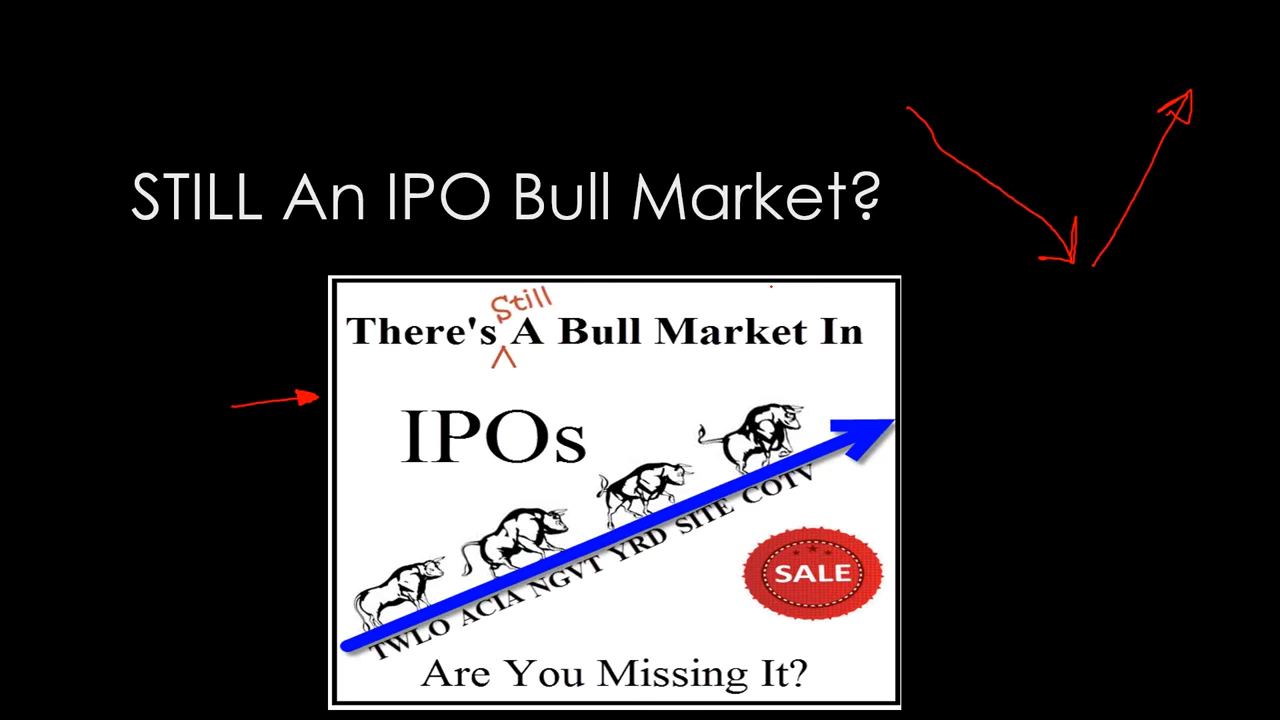 STILL An IPO Bull Market?
Still
There's A Bull Market In
IPOs
TWLO ACIA NGVT YRD SITE COTV
SALE
Are You Missing It?